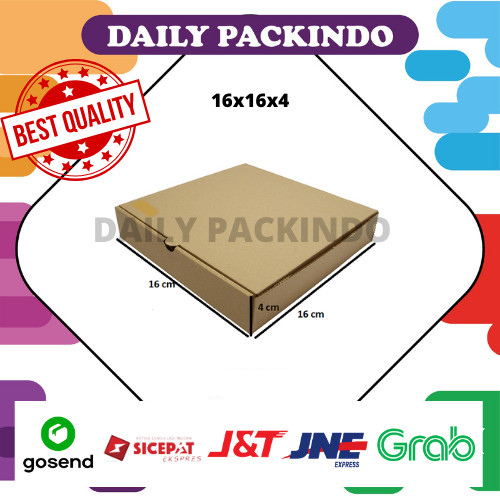 DAILY PACKINDO
BEST QUALITY
16x16x4
DAILY PACKINDO
16 cm
4 cm
16 cm
gosend
SICEPAT
EKSPRES
J&T
JNE
EXPRESS
Grab